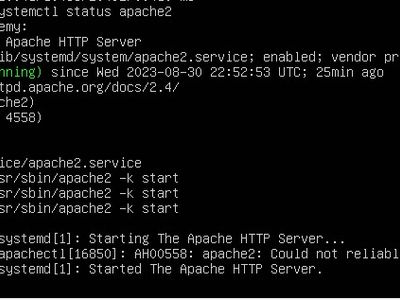 ystemctl status apache2
emy:
Apache HTTP Server
ib/systemd/system/apache2.service; enabled; vendor pr
nning) since Wed 2023-08-30 22:52:53 UTC; 25min ago
tpd.apache.org/docs/2.4/
che2)
4558)
ice/apache2.service
sr/sbin/apache2 -k start
sr/sbin/apache2 -k start
sr/sbin/apache2 -k start
systemd[1]: Starting The Apache HTTP Server...
apachectl[16850]: AH00558: apache2: Could not reliabl
systemd[1]: Started The Apache HTTP Server.